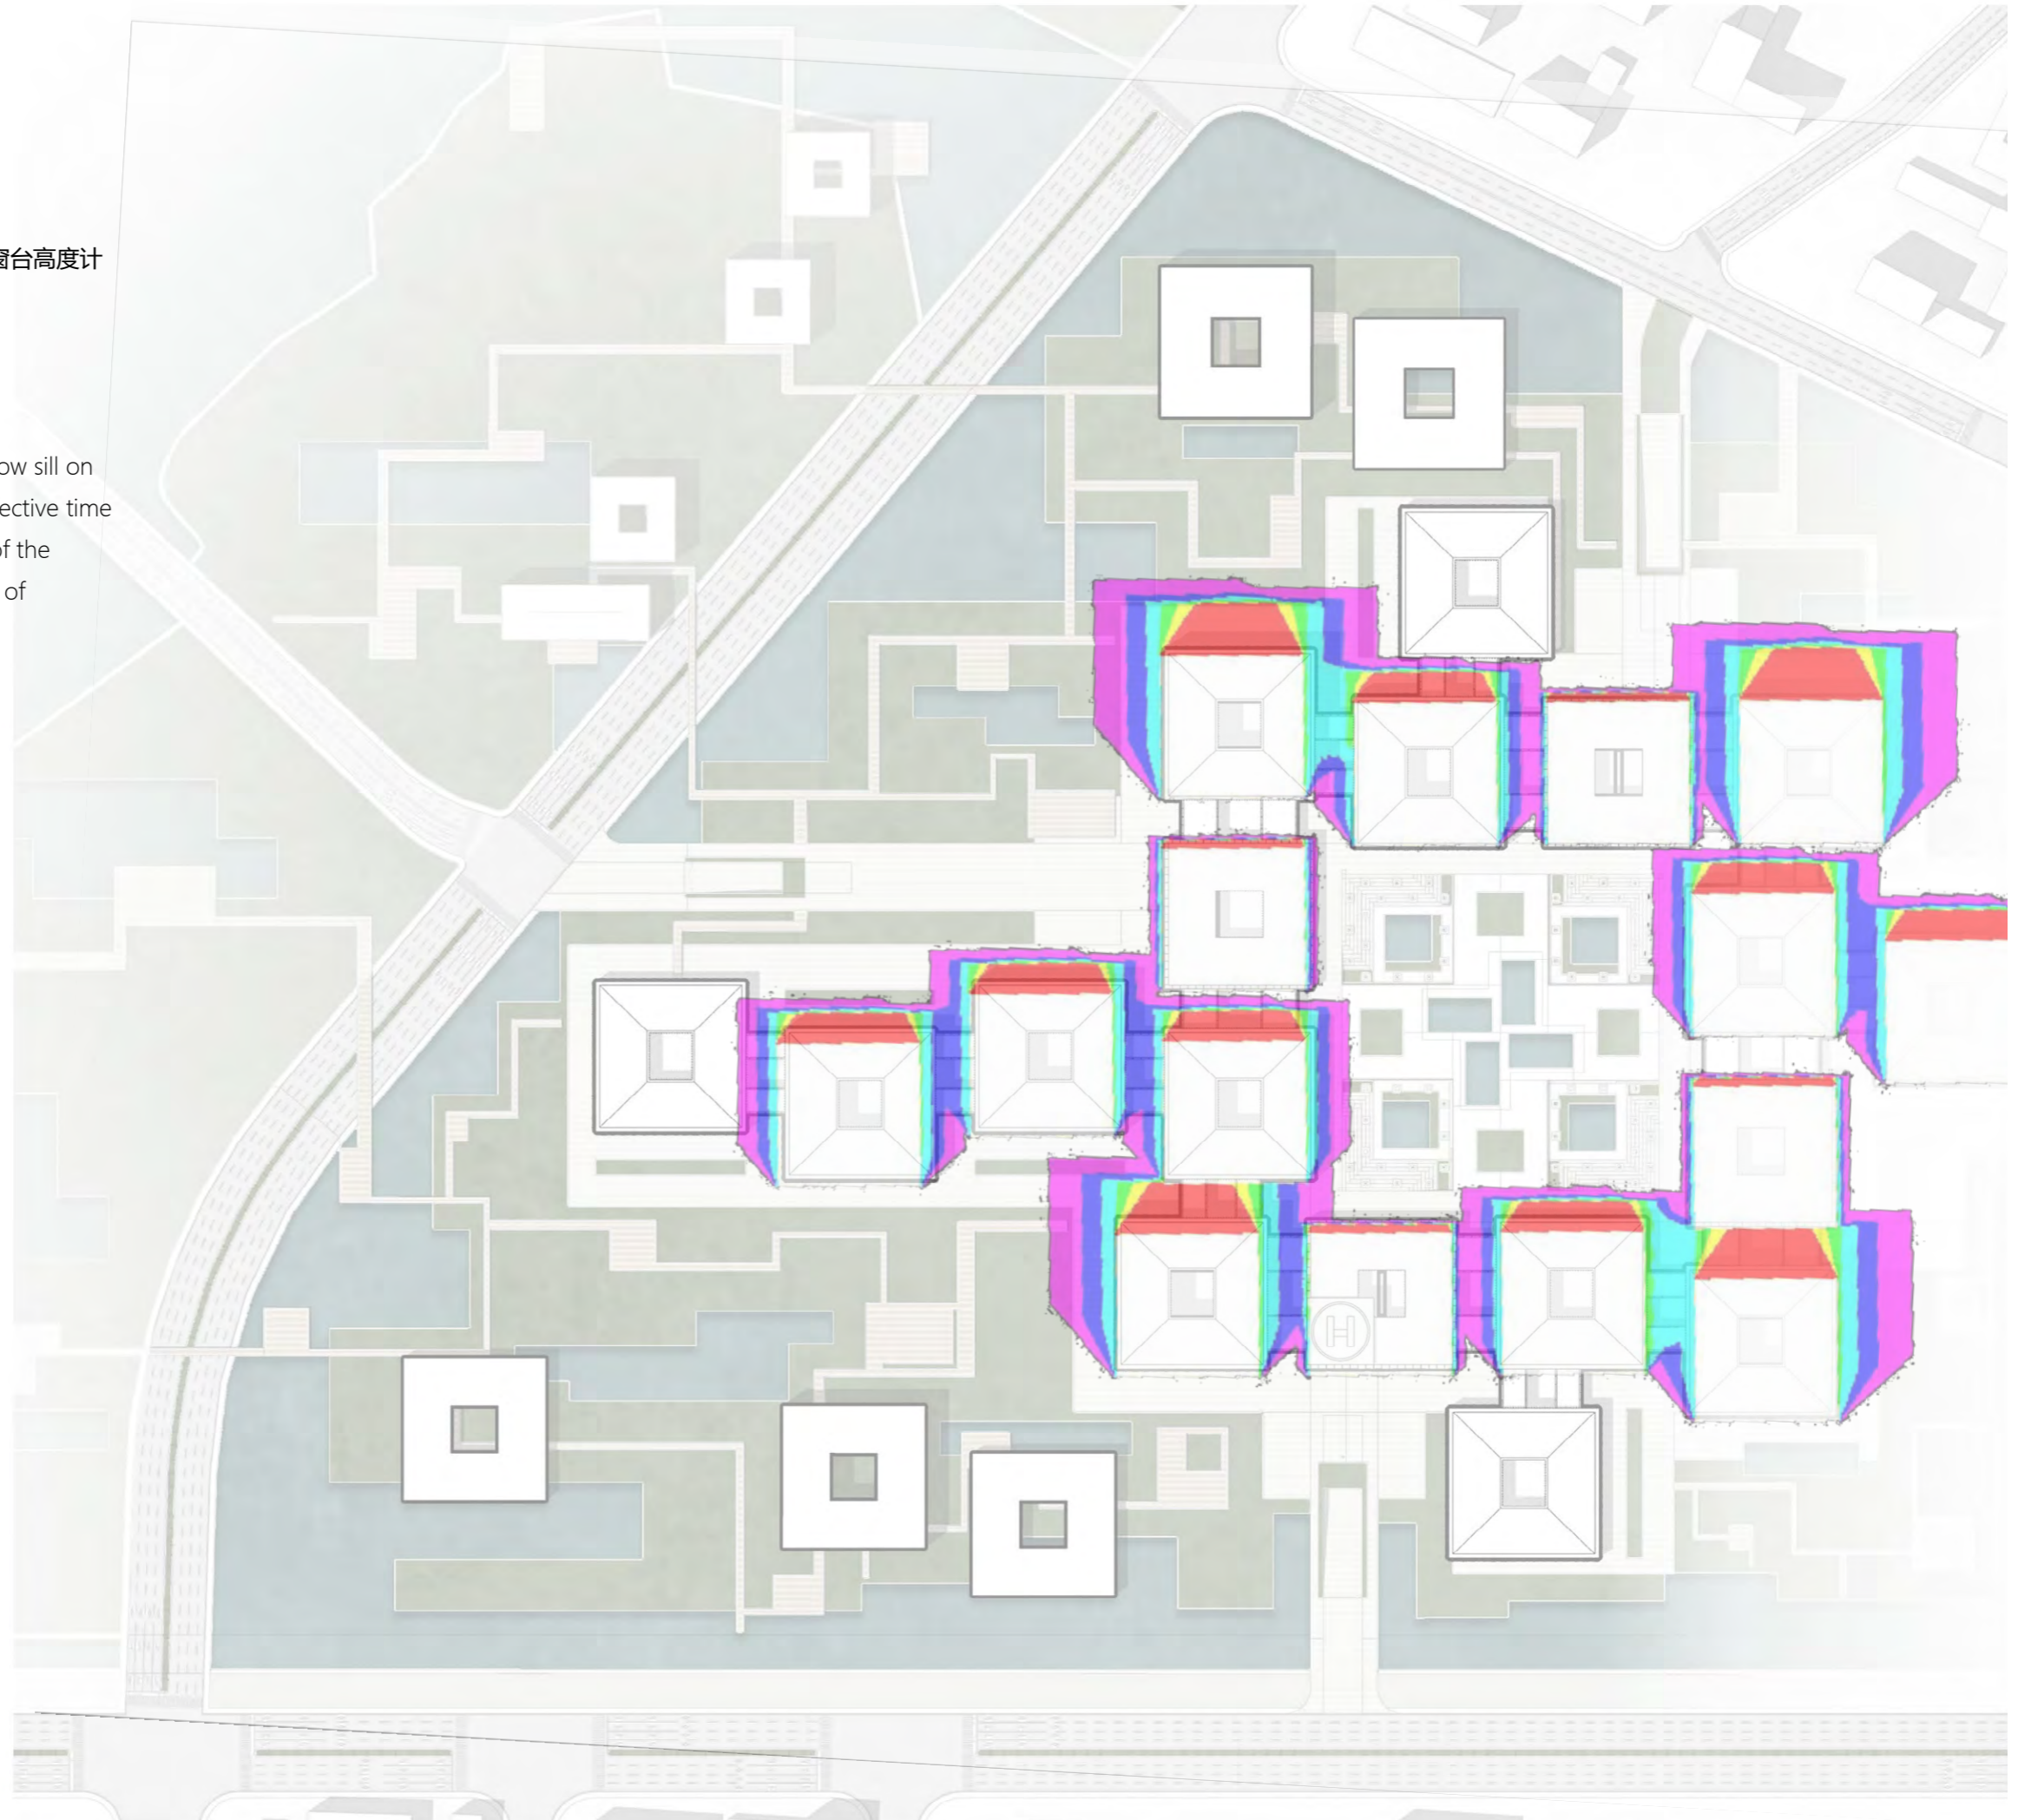 窗台高度计
ow sill on
ective time
of the
of
H